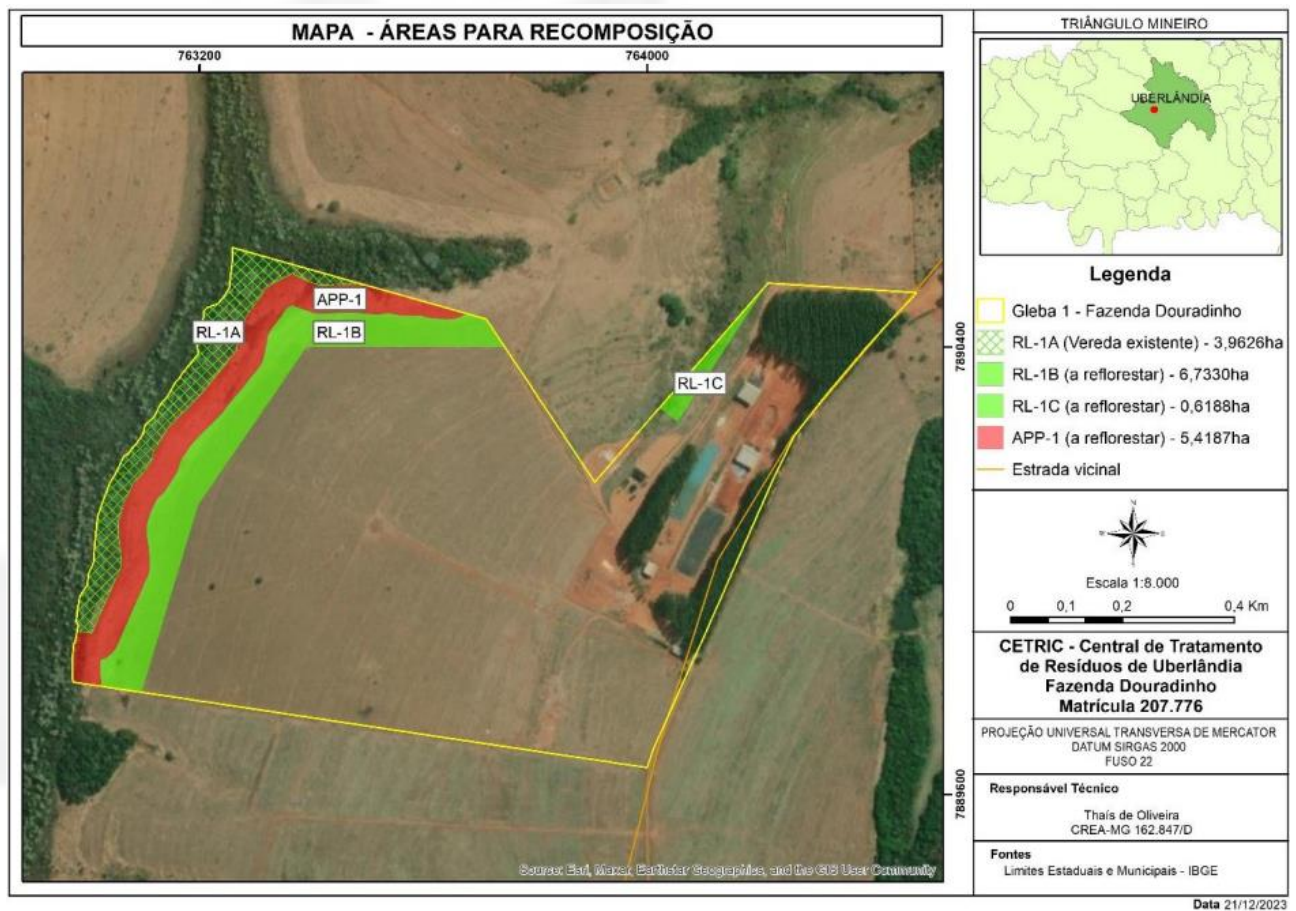 MAPA - ÁREAS PARA RECOMPOSIÇÃO
763200
764000
7890400
7889600
APP-1
RL-1A
RL-1B
RL-1C
Source: Esri, Maxar, Earthstar Geographics, and the GIS User Community
TRIÂNGULO MINEIRO
UBERLÂNDIA
Legenda
Gleba 1 - Fazenda Douradinho
RL-1A (Vereda existente) - 3,9626ha
RL-1B (a reflorestar) - 6,7330ha
RL-1C (a reflorestar) - 0,6188ha
APP-1 (a reflorestar) - 5,4187ha
Estrada vicinal
N
W
E
S
Escala 1:8.000
0 0,1 0,2 0,4 Km
CETRIC - Central de Tratamento
de Resíduos de Uberlândia
Fazenda Douradinho
Matrícula 207.776
PROJEÇÃO UNIVERSAL TRANSVERSA DE MERCATOR
DATUM SIRGAS 2000
FUSO 22
Responsável Técnico
Thaís de Oliveira
CREA-MG 162.847/D
Fontes
Limites Estaduais e Municipais - IBGE
Data 21/12/2023